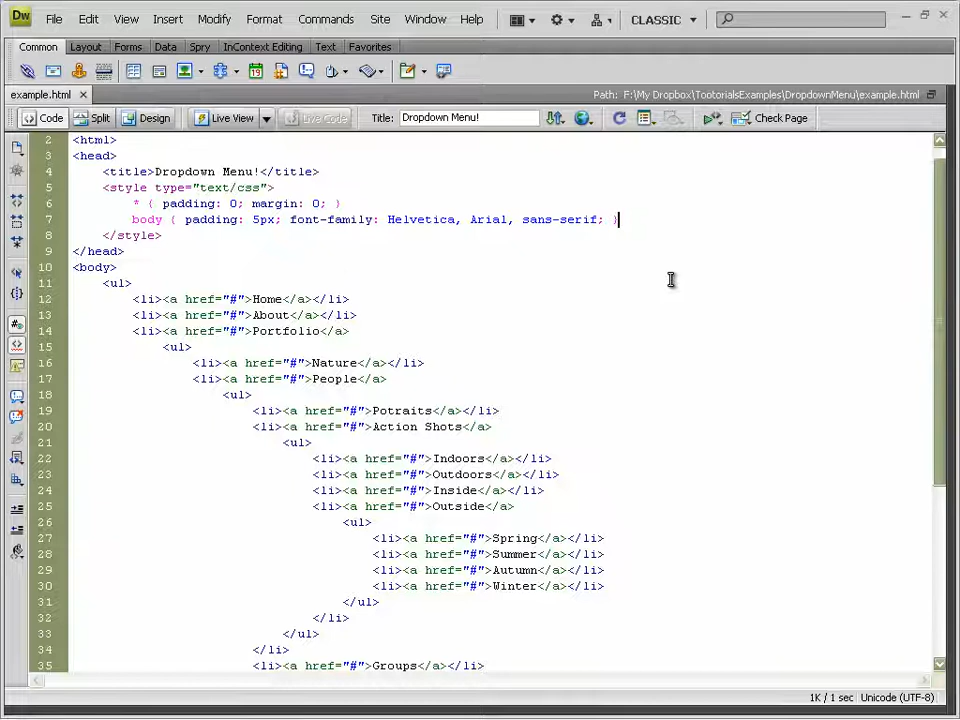 Dw File Edit View Insert Modify Format Commands Site Window Help CLASSIC
Common Layout Forms Data Spry InContext Editing Text Favorites
example.html Path: F:\My Dropbox\TootorialsExamples\DropdownMenu\example.html
Code Split Design Live View Live Code Title: Dropdown Menu! Check Page
2 <html>
3 <head>
4 <title>Dropdown Menu!</title>
5 <style type="text/css">
6 * { padding: 0; margin: 0; }
7 body { padding: 5px; font-family: Helvetica, Arial, sans-serif; }
8 </style>
9 </head>
10 <body>
11 <ul>
12 <li><a href="#">Home</a></li>
13 <li><a href="#">About</a></li>
14 <li><a href="#">Portfolio</a>
15 <ul>
16 <li><a href="#">Nature</a></li>
17 <li><a href="#">People</a>
18 <ul>
19 <li><a href="#">Potraits</a></li>
20 <li><a href="#">Action Shots</a>
21 <ul>
22 <li><a href="#">Indoors</a></li>
23 <li><a href="#">Outdoors</a></li>
24 <li><a href="#">Inside</a></li>
25 <li><a href="#">Outside</a>
26 <ul>
27 <li><a href="#">Spring</a></li>
28 <li><a href="#">Summer</a></li>
29 <li><a href="#">Autumn</a></li>
30 <li><a href="#">Winter</a></li>
31 </ul>
32 </li>
33 </ul>
34 </li>
35 <li><a href="#">Groups</a></li>
1K / 1 sec Unicode (UTF-8)